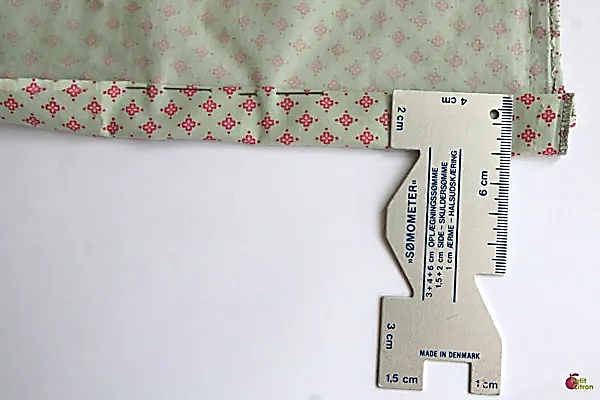 2 cm
4 cm
6 cm
»SØMOMETER«
3 + 4 + 6 cm OPLÆGNINGSSØMME
1,5 + 2 cm SIDE – SKULDERSØMME
1 cm ÆRME – HALSUDSKÆRING
3 cm
MADE IN DENMARK
1,5 cm
1 cm
Petit
Citron